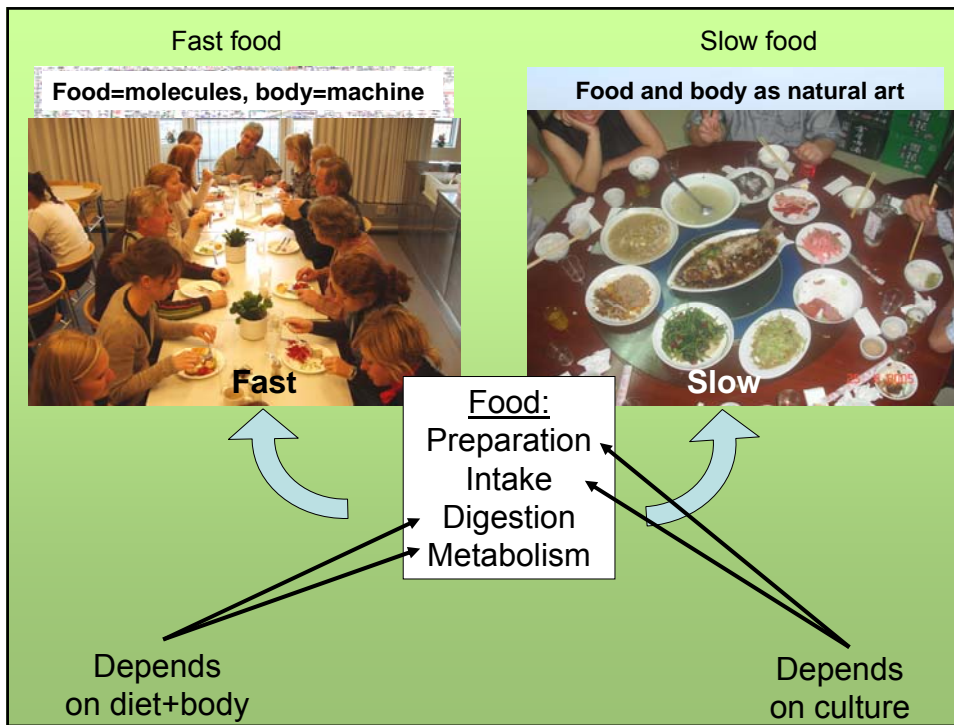 Fast food
Slow food
Food=molecules, body=machine
Food and body as natural art
Fast
Slow
Food:
Preparation
Intake
Digestion
Metabolism
Depends
on diet+body
Depends
on culture